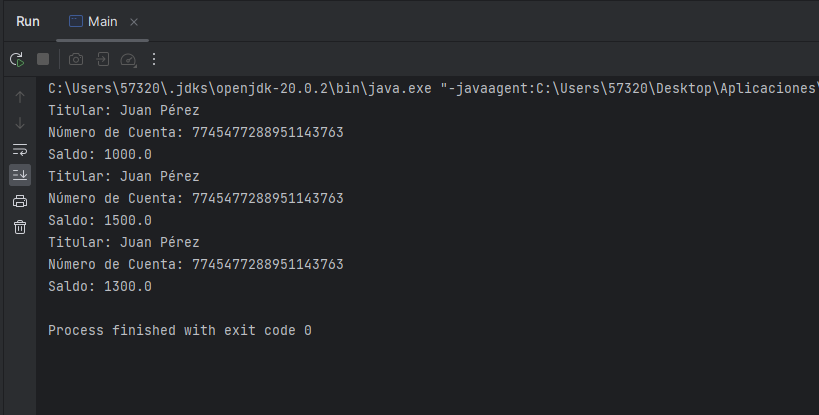 Run Main
C:\Users\57320\.jdks\openjdk-20.0.2\bin\java.exe "-javaagent:C:\Users\57320\Desktop\Aplicaciones\
Titular: Juan Pérez
Número de Cuenta: 7745477288951143763
Saldo: 1000.0
Titular: Juan Pérez
Número de Cuenta: 7745477288951143763
Saldo: 1500.0
Titular: Juan Pérez
Número de Cuenta: 7745477288951143763
Saldo: 1300.0
Process finished with exit code 0